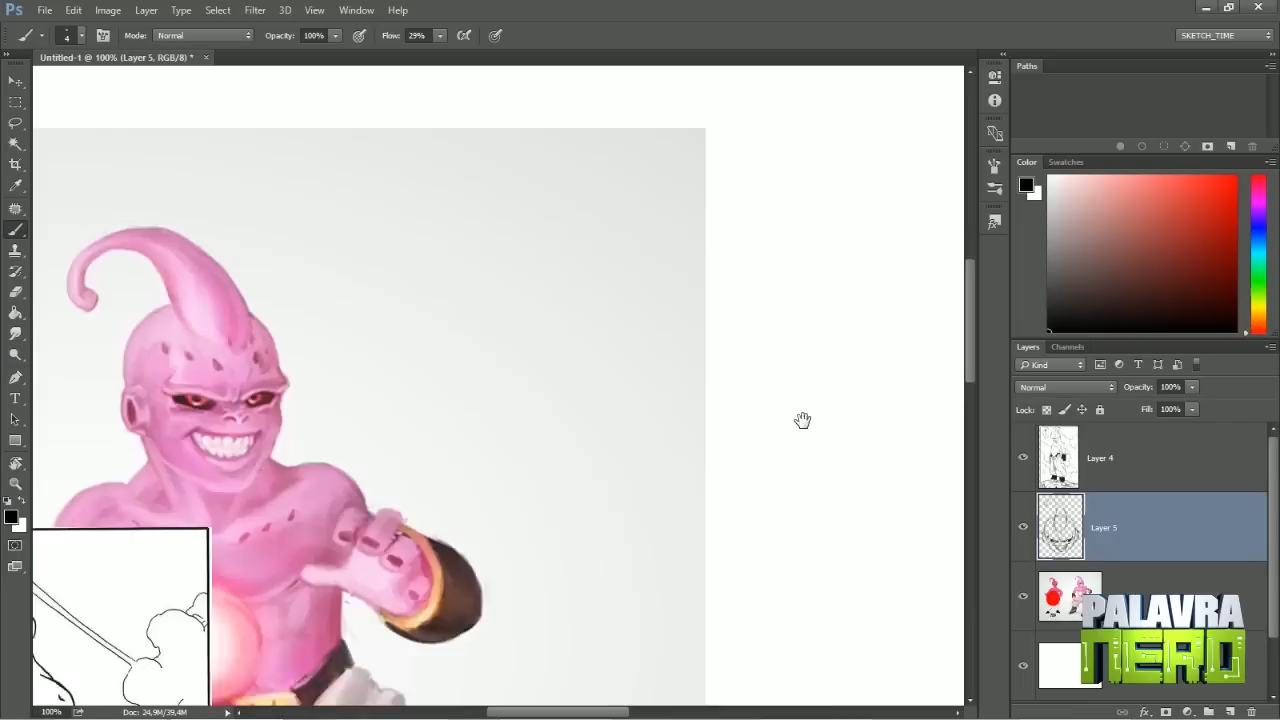 Ps File Edit Image Layer Type Select Filter 3D View Window Help
4 Mode: Normal Opacity: 100% Flow: 29% SKETCH_TIME
Untitled-1 @ 100% (Layer 5, RGB/8) * ×
Paths
Color Swatches
Layers Channels
Kind
Normal Opacity: 100%
Lock: Fill: 100%
Layer 4
Layer 5
PALAVRA
NERD
100% Doc: 24,9M/39,4M